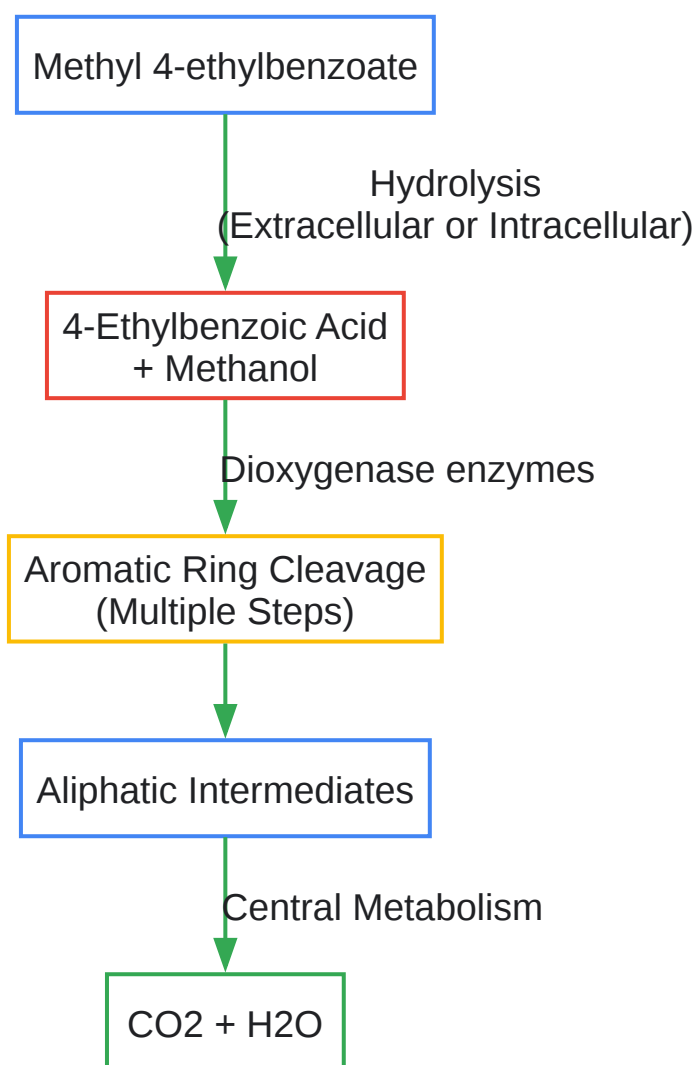 Methyl 4-ethylbenzoate
Hydrolysis
(Extracellular or Intracellular)
4-Ethylbenzoic Acid
+ Methanol
Dioxygenase enzymes
Aromatic Ring Cleavage
(Multiple Steps)
Aliphatic Intermediates
Central Metabolism
CO2 + H2O